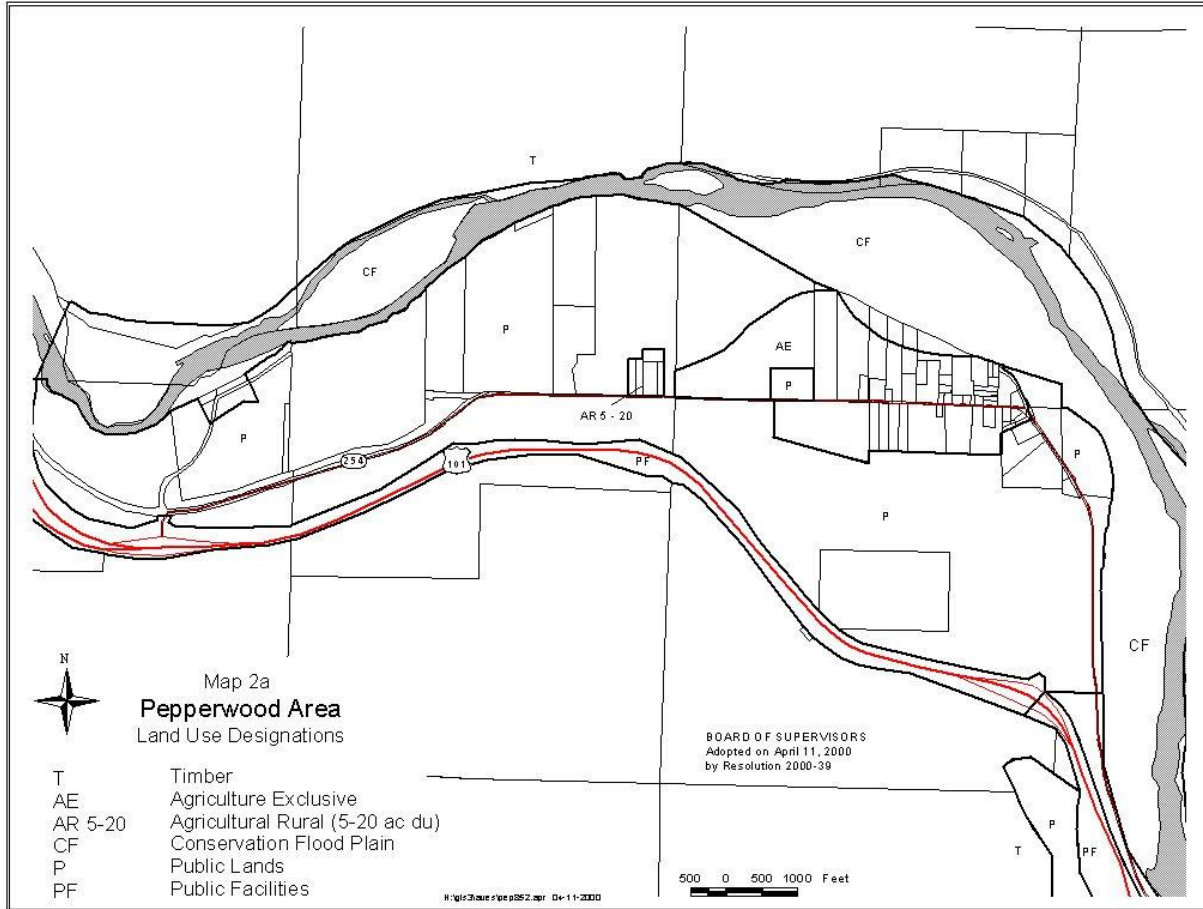 T
CF
CF
P
AE
P
AR 5 - 20
P
254
101
PF
P
P
CF
N
Map 2a
Pepperwood Area
Land Use Designations
BOARD OF SUPERVISORS
Adopted on April 11, 2000
by Resolution 2000-39
T Timber
AE Agriculture Exclusive
AR 5-20 Agricultural Rural (5-20 ac du)
CF Conservation Flood Plain
P Public Lands
PF Public Facilities
P
T
PF
500 0 500 1000 Feet
04-11-2000